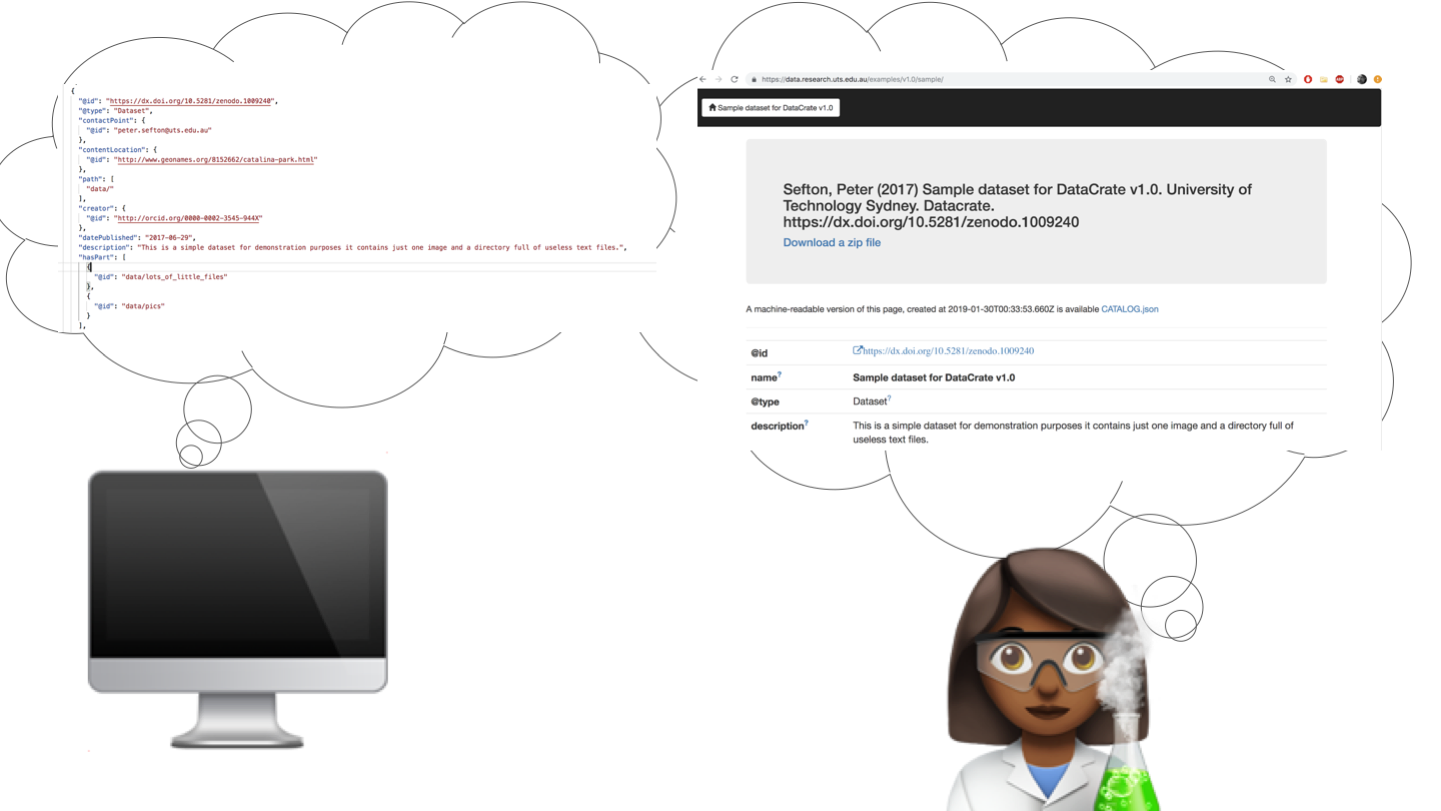 {
"@id": "https://dx.doi.org/10.5281/zenodo.1009240",
"@type": "Dataset",
"contactPoint": {
"@id": "peter.sefton@uts.edu.au"
},
"contentLocation": {
"@id": "http://www.geonames.org/8152662/catalina-park.html"
},
"path": [
"data/"
],
"creator": {
"@id": "http://orcid.org/0000-0002-3545-944X"
},
"datePublished": "2017-06-29",
"description": "This is a simple dataset for demonstration purposes it contains just one image and a directory full of useless text files.",
"hasPart": [
{
"@id": "data/lots_of_little_files"
},
{
"@id": "data/pics"
}
],
https://data.research.uts.edu.au/examples/v1.0/sample/
Sample dataset for DataCrate v1.0
Sefton, Peter (2017) Sample dataset for DataCrate v1.0. University of
Technology Sydney. Datacrate.
https://dx.doi.org/10.5281/zenodo.1009240
Download a zip file
A machine-readable version of this page, created at 2019-01-30T00:33:53.660Z is available CATALOG.json
@id https://dx.doi.org/10.5281/zenodo.1009240
name? Sample dataset for DataCrate v1.0
@type Dataset?
description? This is a simple dataset for demonstration purposes it contains just one image and a directory full of
useless text files.